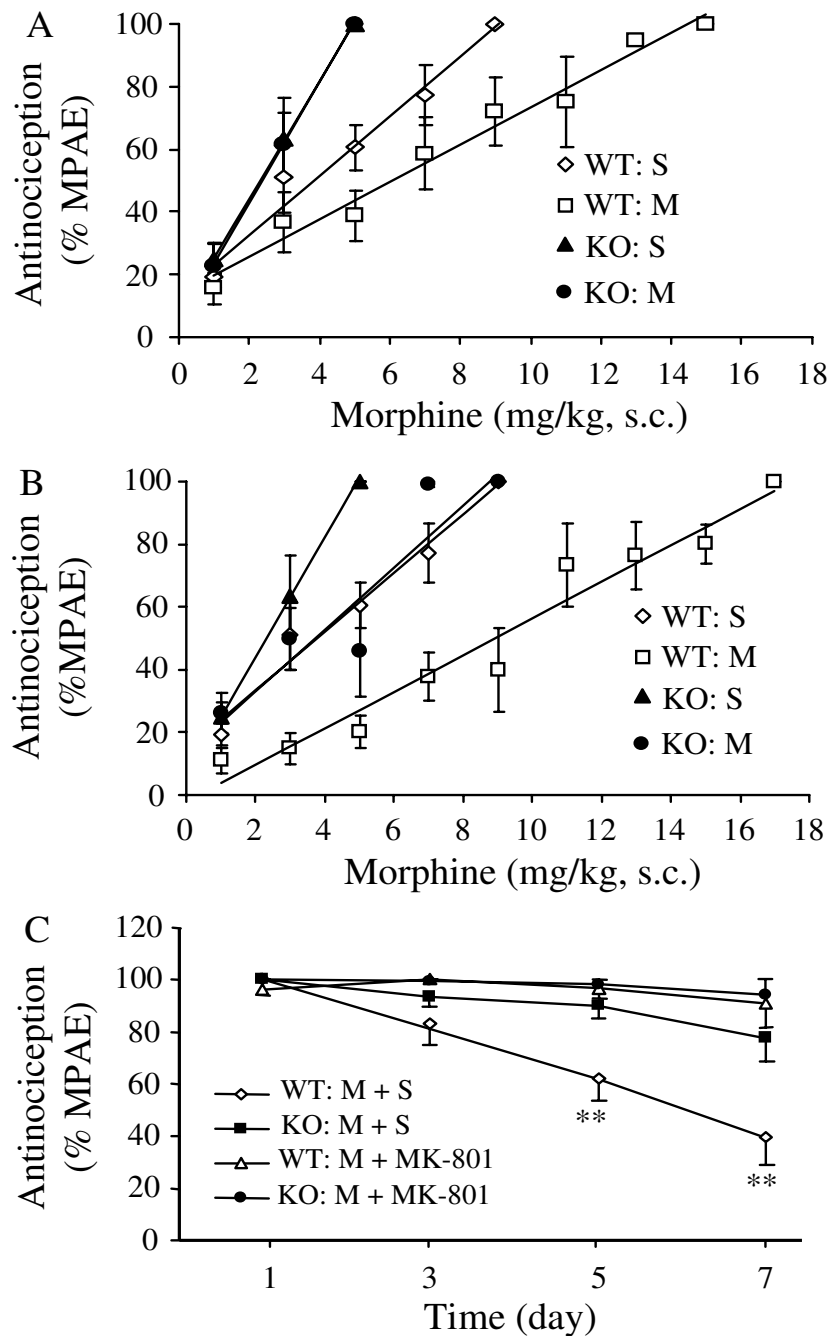 A
100
80
60
40
20
0
Antinociception
(% MPAE)
WT: S
WT: M
KO: S
KO: M
0 2 4 6 8 10 12 14 16 18
Morphine (mg/kg, s.c.)
B
100
80
60
40
20
0
Antinociception
(%MPAE)
WT: S
WT: M
KO: S
KO: M
0 2 4 6 8 10 12 14 16 18
Morphine (mg/kg, s.c.)
C
120
100
80
60
40
20
0
Antinociception
(% MPAE)
WT: M + S
KO: M + S
WT: M + MK-801
KO: M + MK-801
**
**
1 3 5 7
Time (day)